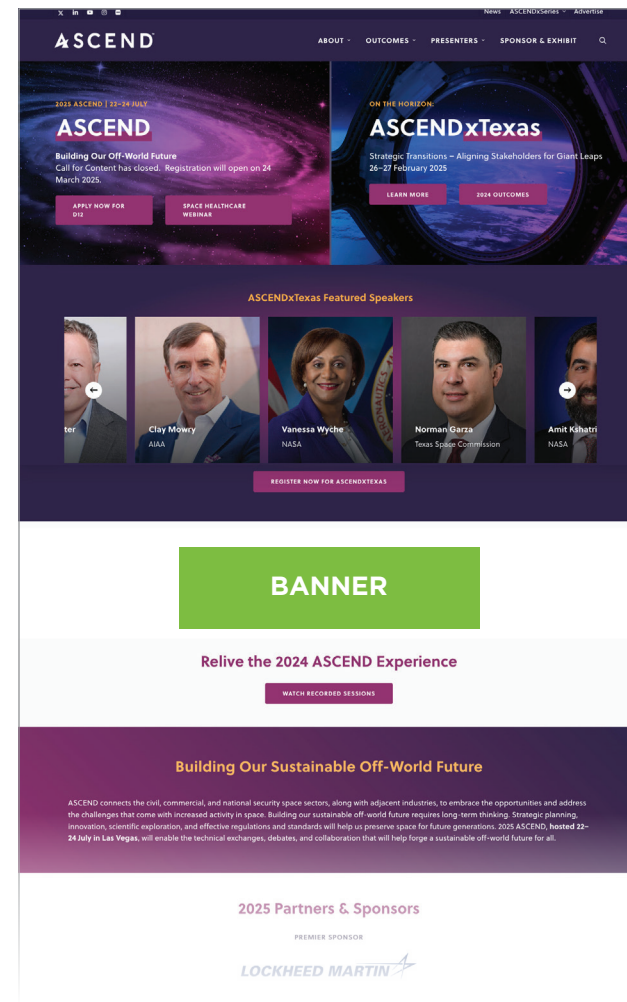 News ASCENDxSeries Advertise
ASCEND
ABOUT OUTCOMES PRESENTERS SPONSOR & EXHIBIT
2025 ASCEND | 22–24 JULY
ASCEND
Building Our Off-World Future
Call for Content has closed. Registration will open on 24
March 2025.
APPLY NOW FOR
D12
SPACE HEALTHCARE
WEBINAR
ON THE HORIZON:
ASCENDxTexas
Strategic Transitions – Aligning Stakeholders for Giant Leaps
26–27 February 2025
LEARN MORE
2024 OUTCOMES
ASCENDxTexas Featured Speakers
ter
Clay Mowry
AIAA
Vanessa Wyche
NASA
Norman Garza
Texas Space Commission
Amit Kshatri
NASA
REGISTER NOW FOR ASCENDXTEXAS
BANNER
Relive the 2024 ASCEND Experience
WATCH RECORDED SESSIONS
Building Our Sustainable Off-World Future
ASCEND connects the civil, commercial, and national security space sectors, along with adjacent industries, to embrace the opportunities and address
the challenges that come with increased activity in space. Building our sustainable off-world future requires long-term thinking. Strategic planning,
innovation, scientific exploration, and effective regulations and standards will help us preserve space for future generations. 2025 ASCEND, hosted 22–
24 July in Las Vegas, will enable the technical exchanges, debates, and collaboration that will help forge a sustainable off-world future for all.
2025 Partners & Sponsors
PREMIER SPONSOR
LOCKHEED MARTIN